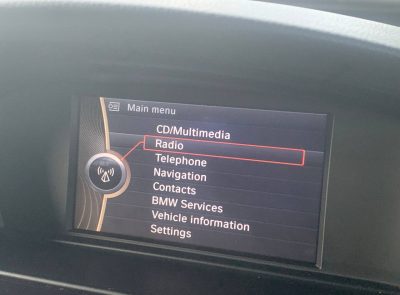 Main menu
CD/Multimedia
Radio
Telephone
Navigation
Contacts
BMW Services
Vehicle information
Settings